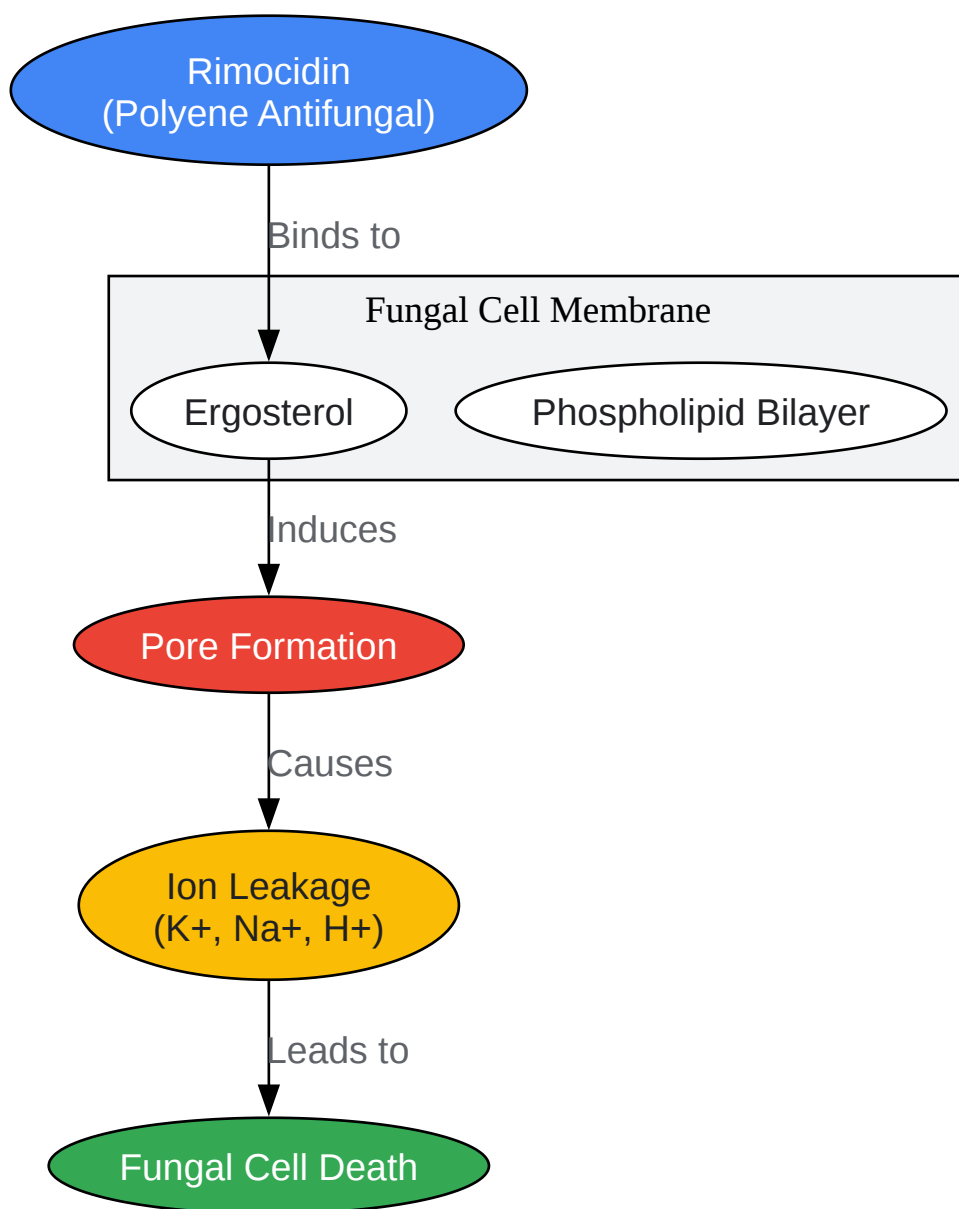 Rimocidin
(Polyene Antifungal)
Binds to
Fungal Cell Membrane
Ergosterol
Phospholipid Bilayer
Induces
Pore Formation
Causes
Ion Leakage
(K+, Na+, H+)
Leads to
Fungal Cell Death